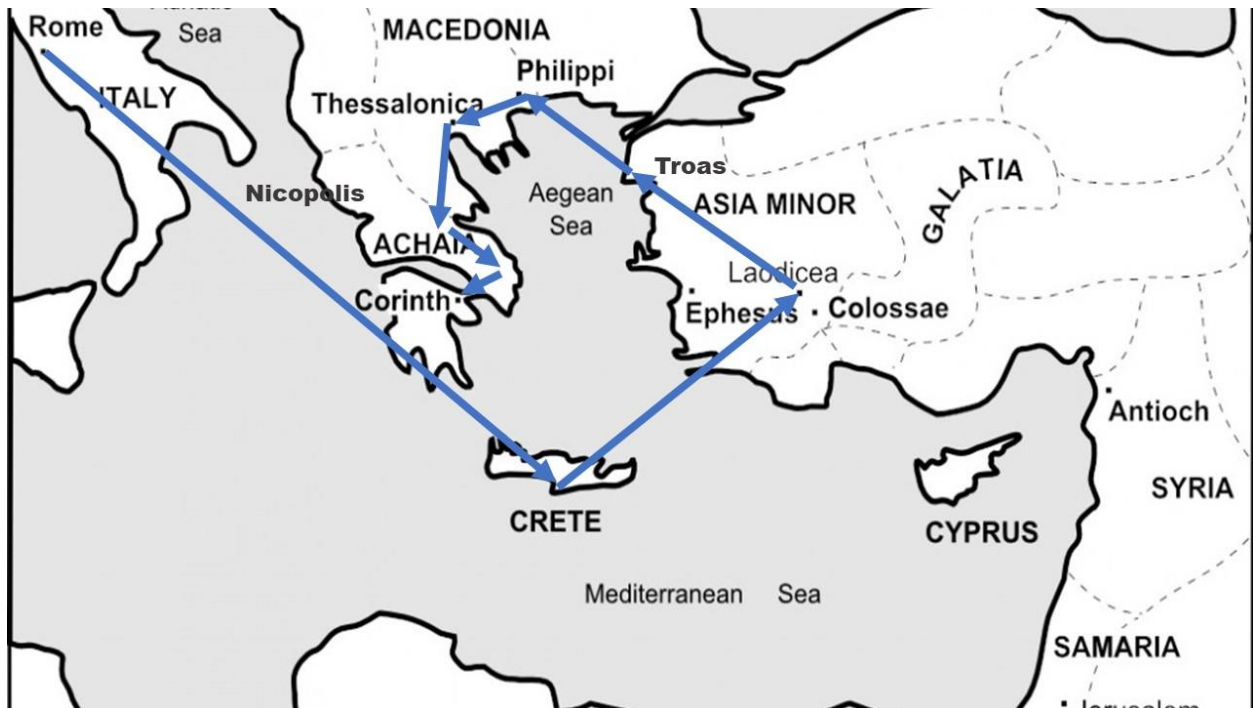 Rome
Sea
MACEDONIA
Philippi
ITALY
Thessalonica
Troas
Nicopolis
Aegean
Sea
ASIA MINOR
GALATIA
ACHAIA
Laodicea
Corinth
Ephesus
Colossae
Antioch
SYRIA
CRETE
CYPRUS
Mediterranean Sea
SAMARIA